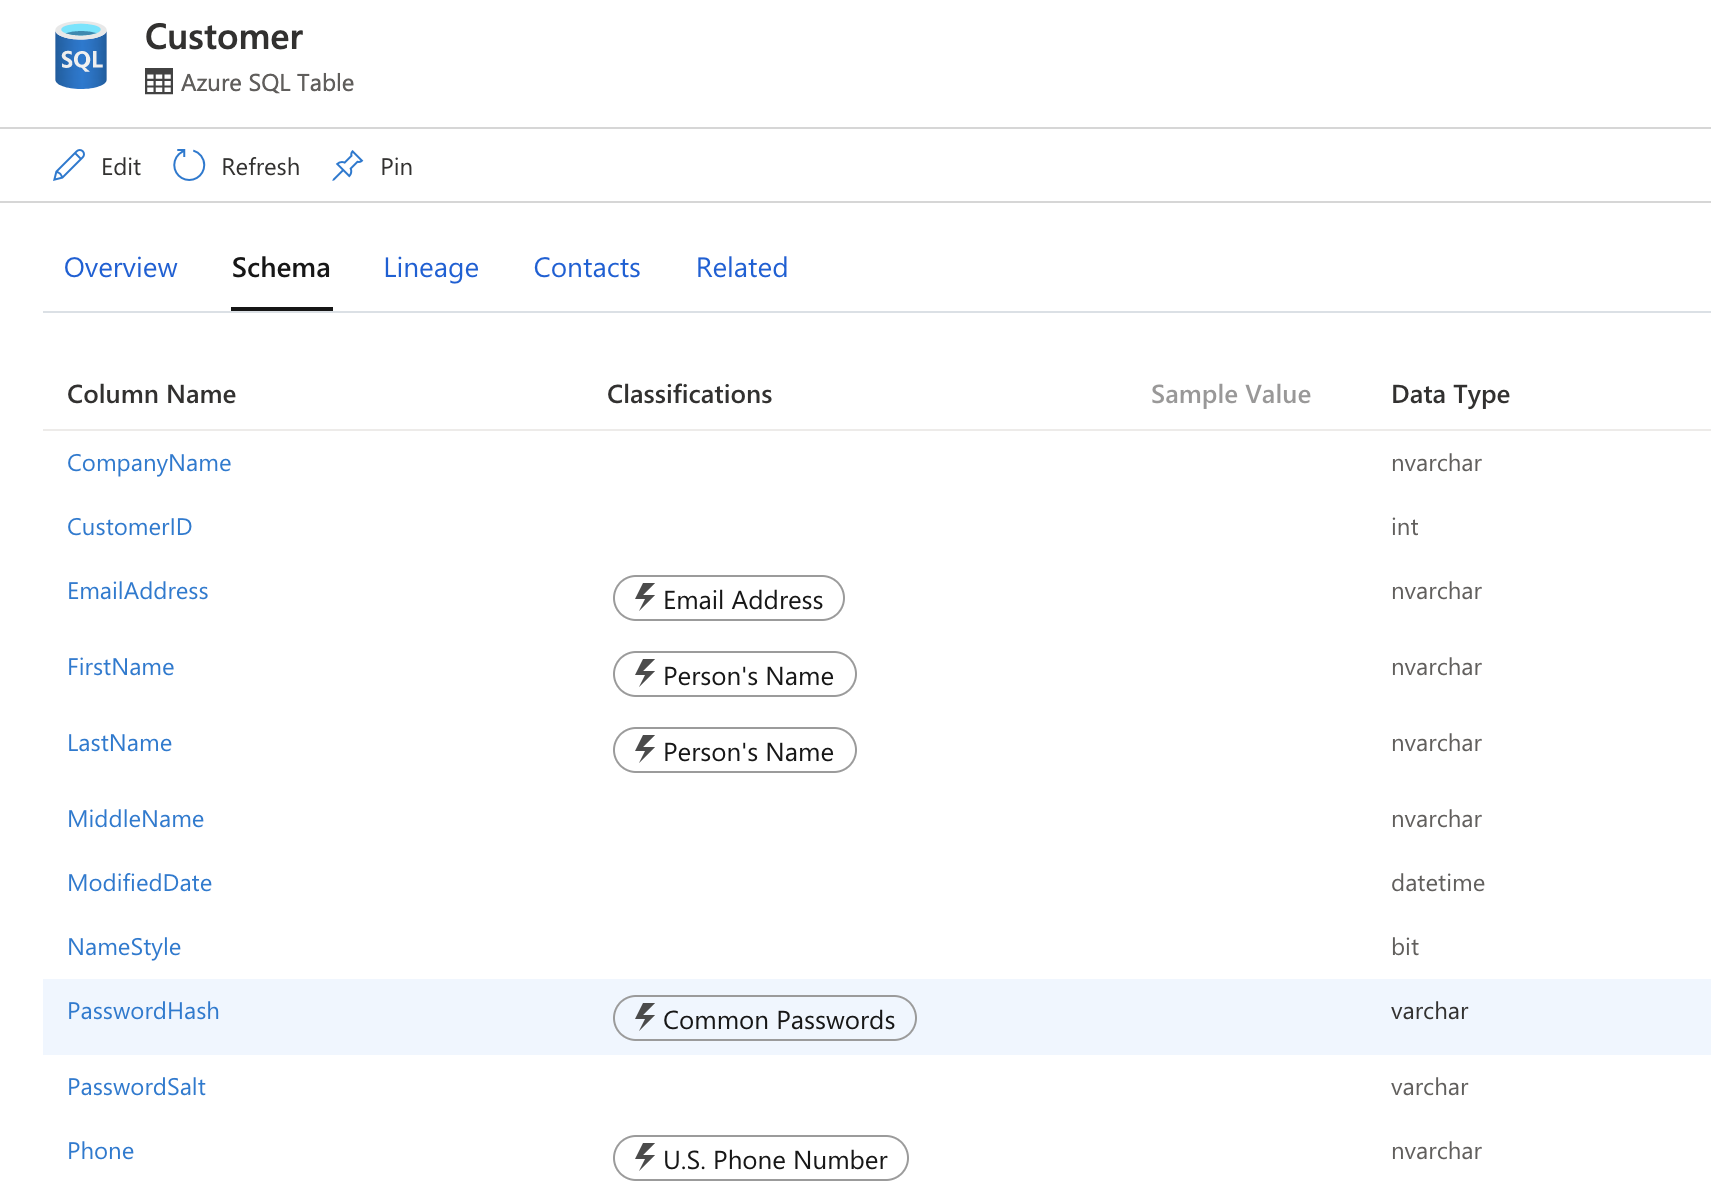 SQL
Customer
Azure SQL Table
Edit Refresh Pin
Overview Schema Lineage Contacts Related
Column Name Classifications Sample Value Data Type
CompanyName nvarchar
CustomerID int
EmailAddress Email Address nvarchar
FirstName Person's Name nvarchar
LastName Person's Name nvarchar
MiddleName nvarchar
ModifiedDate datetime
NameStyle bit
PasswordHash Common Passwords varchar
PasswordSalt varchar
Phone U.S. Phone Number nvarchar